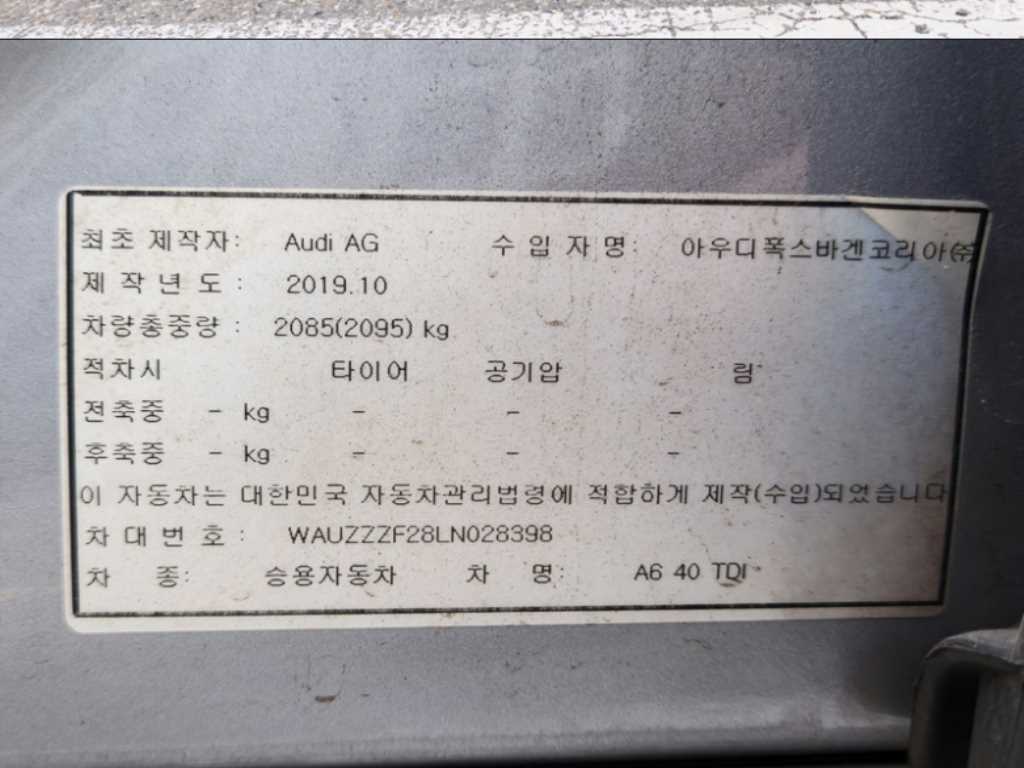 최초 제작자: Audi AG 수 입 자 명: 아우디폭스바겐코리아㈜
제 작 년 도 : 2019.10
차량총중량 : 2085(2095) kg
적차시 타이어 공기압 림
전축중 - kg - - -
후축중 - kg - - -
이 자동차는 대한민국 자동차관리법령에 적합하게 제작(수입)되었습니다
차 대 번 호 : WAUZZZF28LN028398
차 종: 승용자동차 차 명: A6 40 TDI